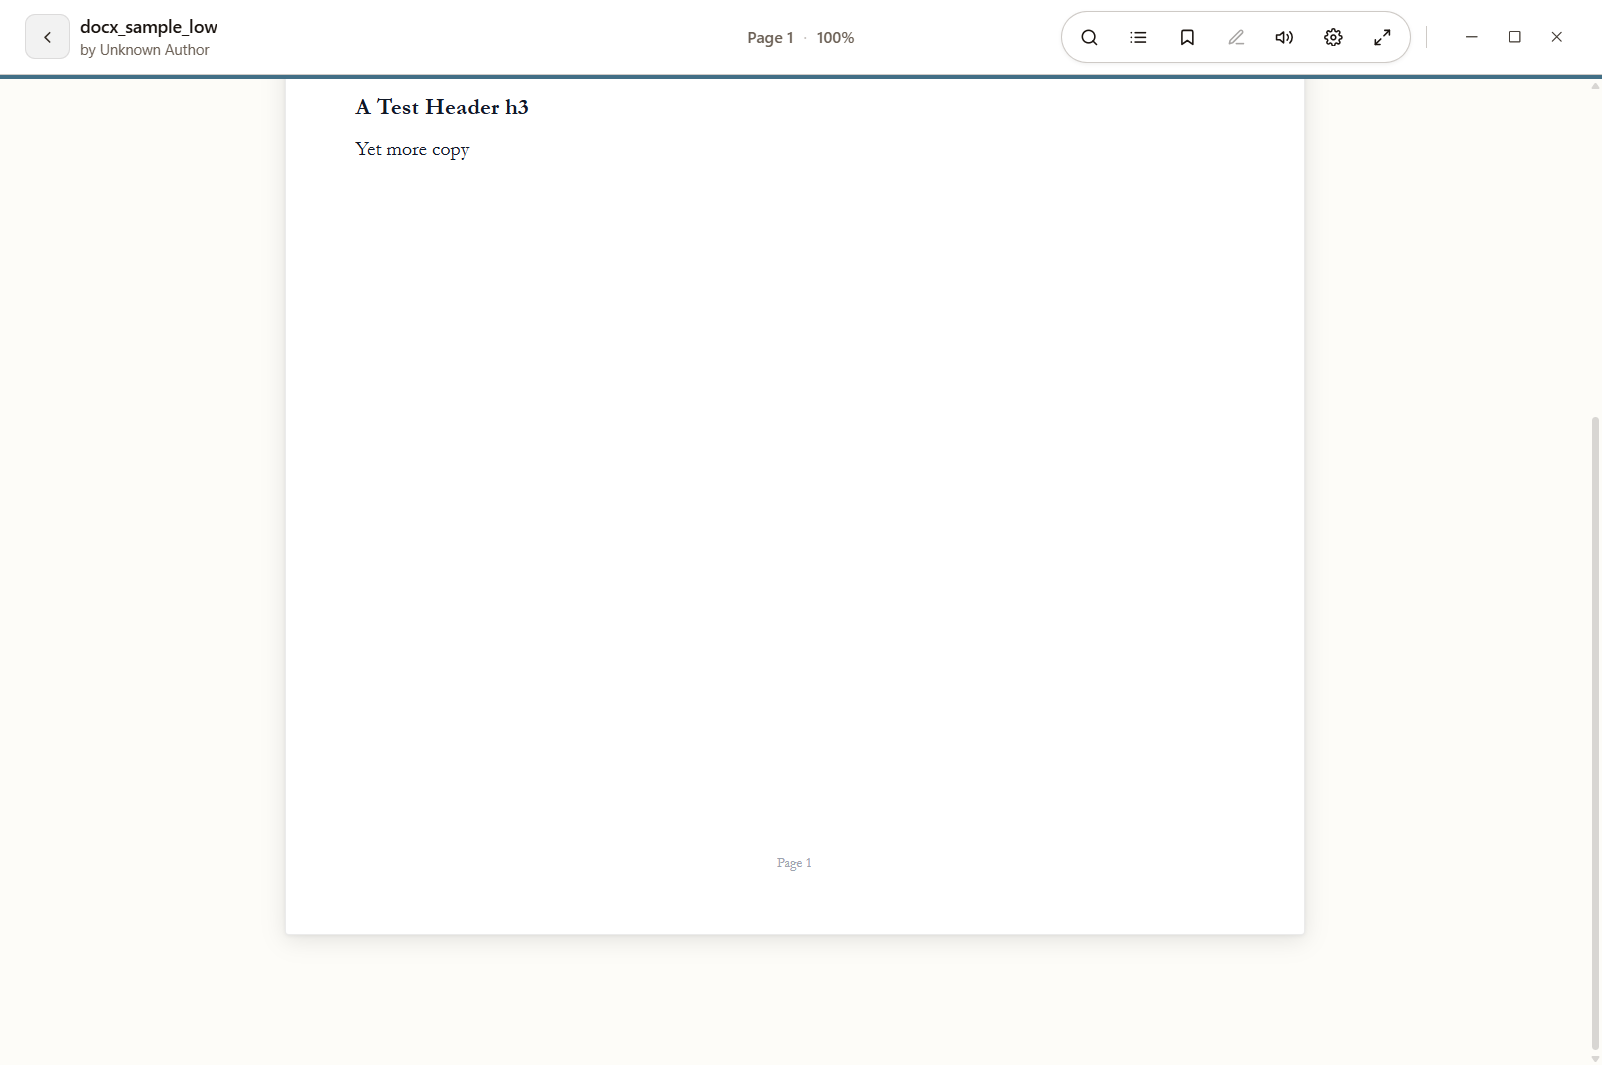 docx_sample_low
by Unknown Author
Page 1 · 100%
A Test Header h3
Yet more copy
Page 1